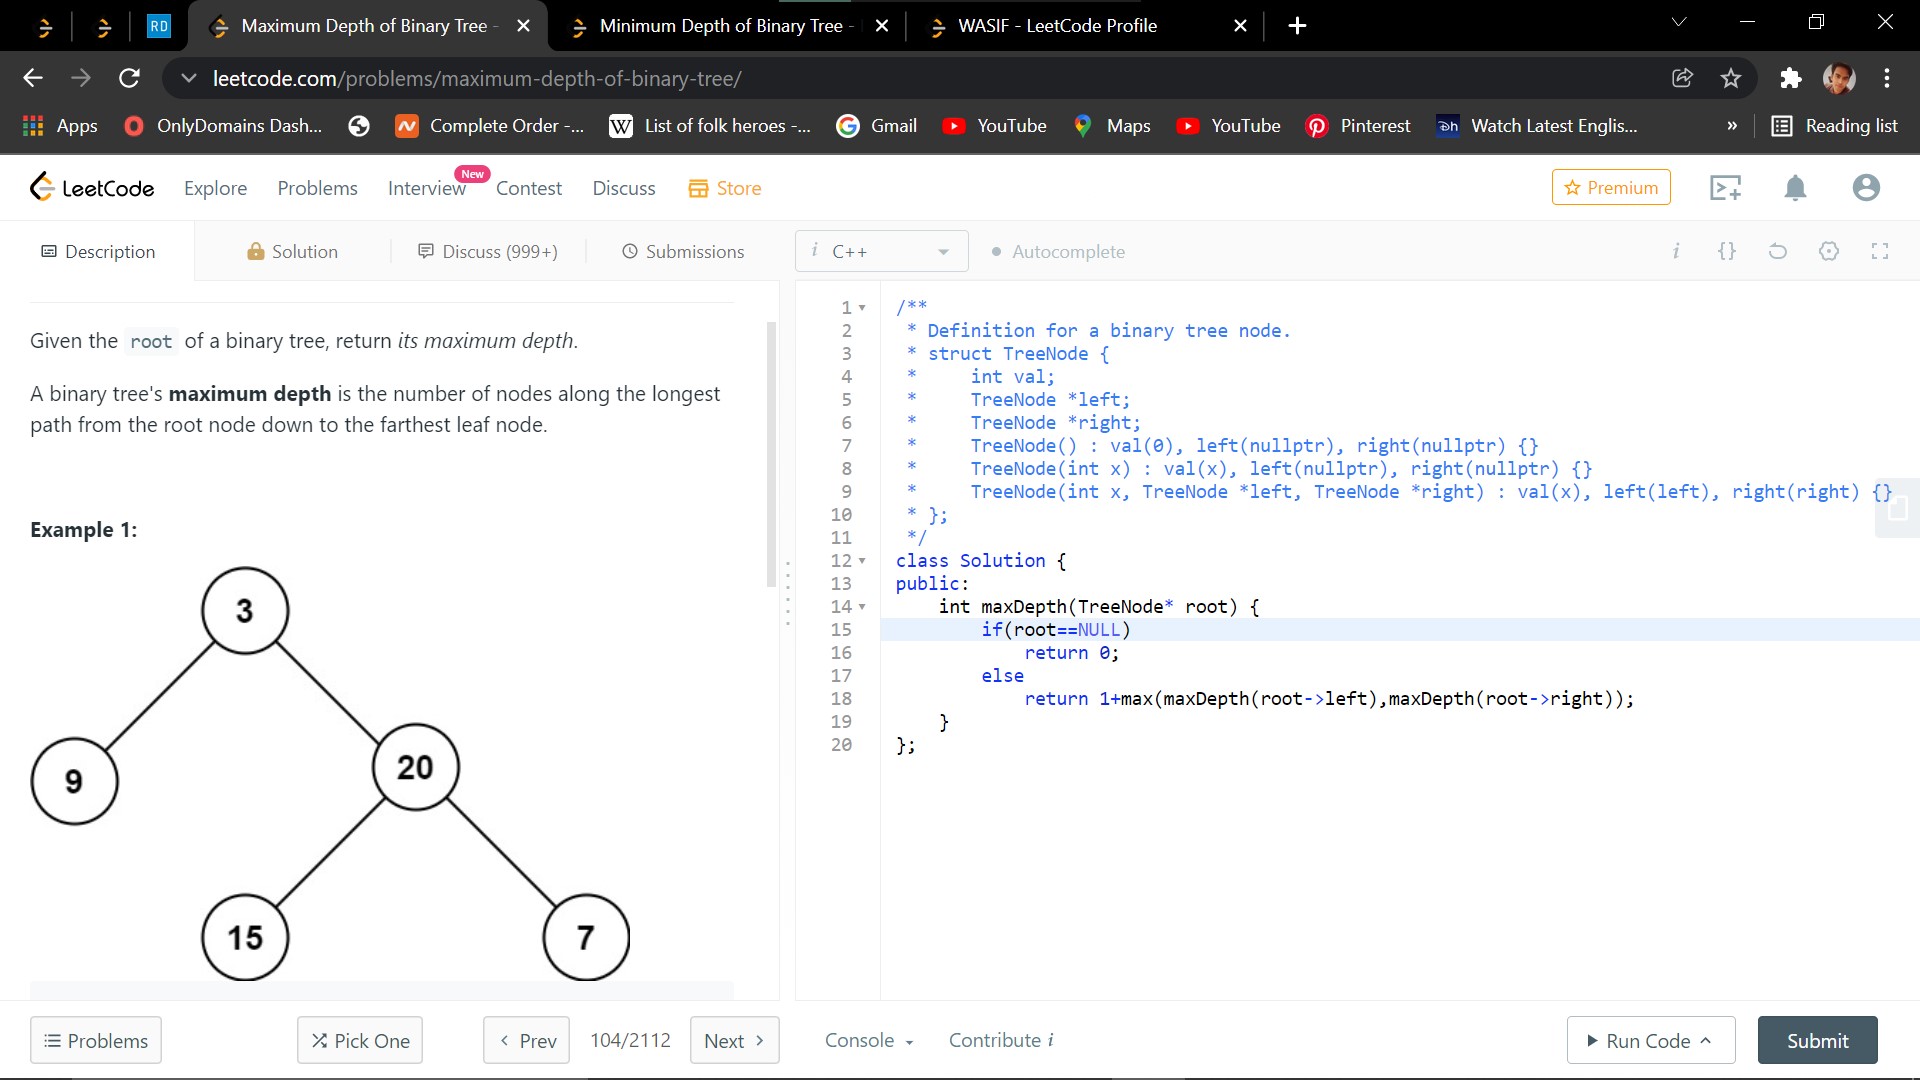 RD
Maximum Depth of Binary Tree -
Minimum Depth of Binary Tree -
WASIF - LeetCode Profile
leetcode.com/problems/maximum-depth-of-binary-tree/
Apps
OnlyDomains Dash...
Complete Order -...
W
List of folk heroes -...
Gmail
YouTube
Maps
YouTube
Pinterest
Watch Latest Englis...
»
Reading list
LeetCode
Explore
Problems
Interview
New
Contest
Discuss
Store
Premium
Description
Solution
Discuss (999+)
Submissions
i C++
Autocomplete
i {}
Given the root of a binary tree, return its maximum depth.
A binary tree's maximum depth is the number of nodes along the longest
path from the root node down to the farthest leaf node.
Example 1:
3
9
20
15
7
1 /**
2 * Definition for a binary tree node.
3 * struct TreeNode {
4 *     int val;
5 *     TreeNode *left;
6 *     TreeNode *right;
7 *     TreeNode() : val(0), left(nullptr), right(nullptr) {}
8 *     TreeNode(int x) : val(x), left(nullptr), right(nullptr) {}
9 *     TreeNode(int x, TreeNode *left, TreeNode *right) : val(x), left(left), right(right) {}
10 * };
11 */
12 class Solution {
13 public:
14     int maxDepth(TreeNode* root) {
15         if(root==NULL)
16             return 0;
17         else
18             return 1+max(maxDepth(root->left),maxDepth(root->right));
19     }
20 };
Problems
Pick One
Prev
104/2112
Next
Console
Contribute i
Run Code
Submit